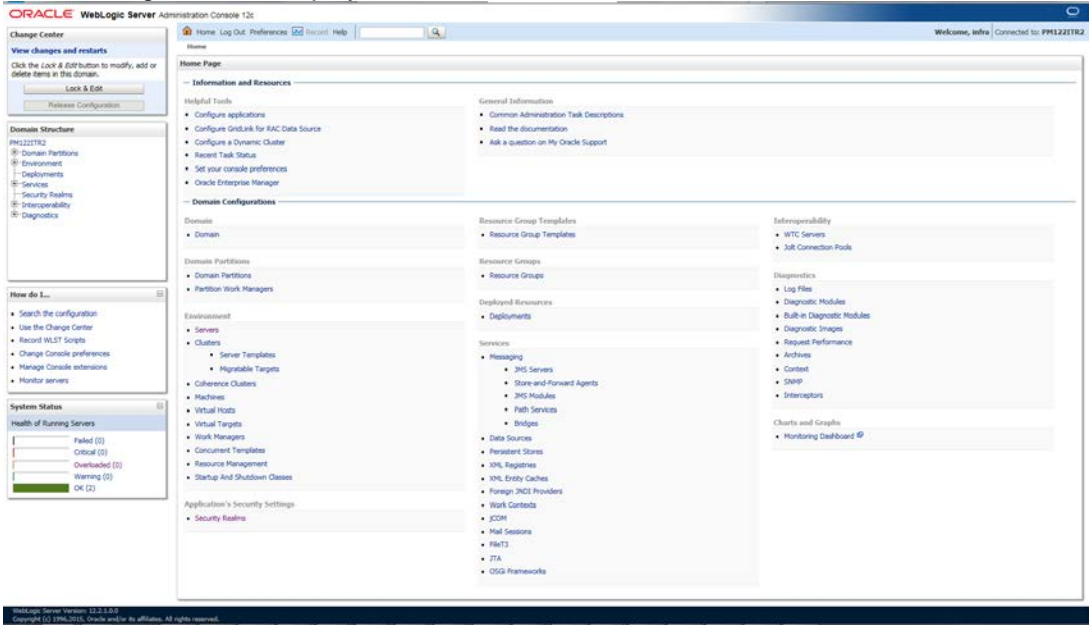 ORACLE WebLogic Server Administration Console 12c
Change Center
View changes and restarts
Click the Lock & Edit button to modify, add or
delete items in this domain.
Lock & Edit
Release Configuration
Domain Structure
PM122ITR2
Domain Partitions
Environment
Deployments
Services
Security Realms
Interoperability
Diagnostics
How do I...
Search the configuration
Use the Change Center
Record WLST Scripts
Change Console preferences
Manage Console extensions
Monitor servers
System Status
Health of Running Servers
Failed (0)
Critical (0)
Overloaded (0)
Warning (0)
OK (2)
Home Log Out Preferences Record Help
Welcome, infra Connected to: PM122ITR2
Home
Home Page
Information and Resources
Helpful Tools
Configure applications
Configure GridLink for RAC Data Source
Configure a Dynamic Cluster
Recent Task Status
Set your console preferences
Oracle Enterprise Manager
General Information
Common Administration Task Descriptions
Read the documentation
Ask a question on My Oracle Support
Domain Configurations
Domain
Domain
Domain Partitions
Domain Partitions
Partition Work Managers
Environment
Servers
Clusters
Server Templates
Migratable Targets
Coherence Clusters
Machines
Virtual Hosts
Virtual Targets
Work Managers
Concurrent Templates
Resource Management
Startup And Shutdown Classes
Application's Security Settings
Security Realms
Resource Group Templates
Resource Group Templates
Resource Groups
Resource Groups
Deployed Resources
Deployments
Services
Messaging
JMS Servers
Store-and-Forward Agents
JMS Modules
Path Services
Bridges
Data Sources
Persistent Stores
XML Registries
XML Entity Caches
Foreign JNDI Providers
Work Contexts
jCOM
Mail Sessions
FileT3
JTA
OSGi Frameworks
Interoperability
WTC Servers
Jolt Connection Pools
Diagnostics
Log Files
Diagnostic Modules
Built-in Diagnostic Modules
Diagnostic Images
Request Performance
Archives
Context
SNMP
Interceptors
Charts and Graphs
Monitoring Dashboard
WebLogic Server Version: 12.2.1.0.0
Copyright (c) 1996,2015, Oracle and/or its affiliates. All rights reserved.